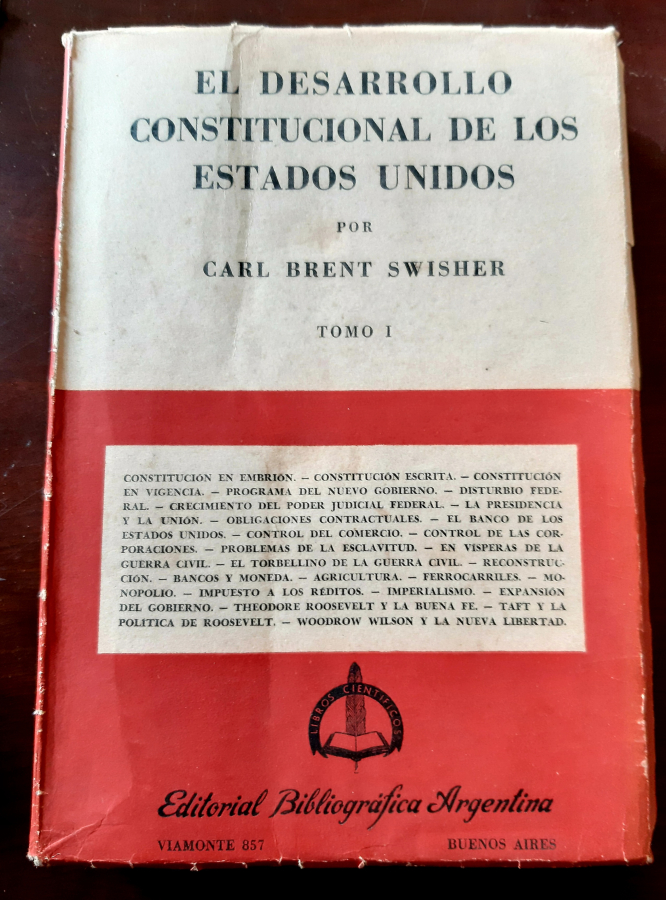 EL DESARROLLO
CONSTITUCIONAL DE LOS
ESTADOS UNIDOS
POR
CARL BRENT SWISHER
TOMO I
CONSTITUCIÓN EN EMBRIÓN. — CONSTITUCIÓN ESCRITA. — CONSTITUCIÓN
EN VIGENCIA. — PROGRAMA DEL NUEVO GOBIERNO. — DISTURBIO FEDE-
RAL. — CRECIMIENTO DEL PODER JUDICIAL FEDERAL. — LA PRESIDENCIA
Y LA UNIÓN. — OBLIGACIONES CONTRACTUALES. — EL BANCO DE LOS
ESTADOS UNIDOS. — CONTROL DEL COMERCIO. — CONTROL DE LAS COR-
PORACIONES. — PROBLEMAS DE LA ESCLAVITUD. — EN VISPERAS DE LA
GUERRA CIVIL. — EL TORBELLINO DE LA GUERRA CIVIL. — RECONSTRUC-
CIÓN. — BANCOS Y MONEDA. — AGRICULTURA. — FERROCARRILES. — MO-
NOPOLIO. — IMPUESTO A LOS RÉDITOS. — IMPERIALISMO. — EXPANSIÓN
DEL GOBIERNO. — THEODORE ROOSEVELT Y LA BUENA FE. — TAFT Y LA
POLITICA DE ROOSEVELT. — WOODROW WILSON Y LA NUEVA LIBERTAD.
LIBROS CIENTIFICOS
Editorial Bibliográfica Argentina
VIAMONTE 857 BUENOS AIRES